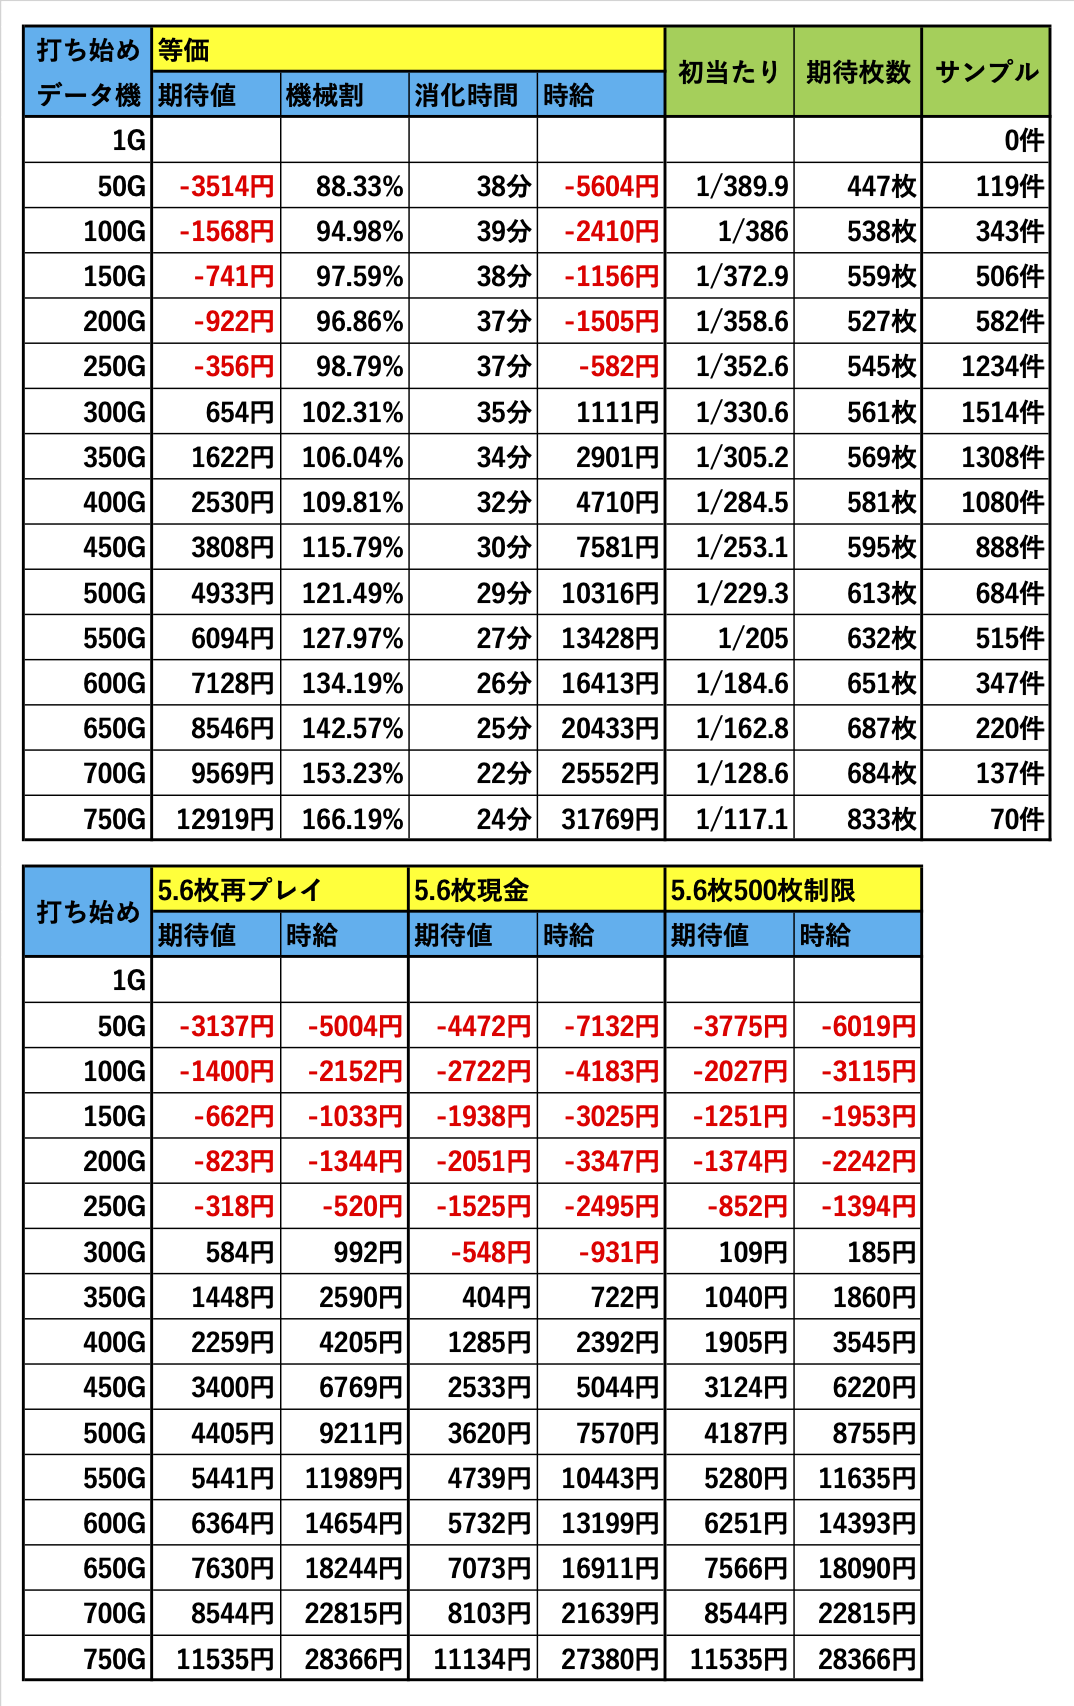 打ち始め 等価 初当たり 期待枚数 サンプル
データ機 期待値 機械割 消化時間 時給
1G 0件
50G -3514円 88.33% 38分 -5604円 1/389.9 447枚 119件
100G -1568円 94.98% 39分 -2410円 1/386 538枚 343件
150G -741円 97.59% 38分 -1156円 1/372.9 559枚 506件
200G -922円 96.86% 37分 -1505円 1/358.6 527枚 582件
250G -356円 98.79% 37分 -582円 1/352.6 545枚 1234件
300G 654円 102.31% 35分 1111円 1/330.6 561枚 1514件
350G 1622円 106.04% 34分 2901円 1/305.2 569枚 1308件
400G 2530円 109.81% 32分 4710円 1/284.5 581枚 1080件
450G 3808円 115.79% 30分 7581円 1/253.1 595枚 888件
500G 4933円 121.49% 29分 10316円 1/229.3 613枚 684件
550G 6094円 127.97% 27分 13428円 1/205 632枚 515件
600G 7128円 134.19% 26分 16413円 1/184.6 651枚 347件
650G 8546円 142.57% 25分 20433円 1/162.8 687枚 220件
700G 9569円 153.23% 22分 25552円 1/128.6 684枚 137件
750G 12919円 166.19% 24分 31769円 1/117.1 833枚 70件
打ち始め 5.6枚再プレイ 5.6枚現金 5.6枚500枚制限
期待値 時給 期待値 時給 期待値 時給
1G
50G -3137円 -5004円 -4472円 -7132円 -3775円 -6019円
100G -1400円 -2152円 -2722円 -4183円 -2027円 -3115円
150G -662円 -1033円 -1938円 -3025円 -1251円 -1953円
200G -823円 -1344円 -2051円 -3347円 -1374円 -2242円
250G -318円 -520円 -1525円 -2495円 -852円 -1394円
300G 584円 992円 -548円 -931円 109円 185円
350G 1448円 2590円 404円 722円 1040円 1860円
400G 2259円 4205円 1285円 2392円 1905円 3545円
450G 3400円 6769円 2533円 5044円 3124円 6220円
500G 4405円 9211円 3620円 7570円 4187円 8755円
550G 5441円 11989円 4739円 10443円 5280円 11635円
600G 6364円 14654円 5732円 13199円 6251円 14393円
650G 7630円 18244円 7073円 16911円 7566円 18090円
700G 8544円 22815円 8103円 21639円 8544円 22815円
750G 11535円 28366円 11134円 27380円 11535円 28366円